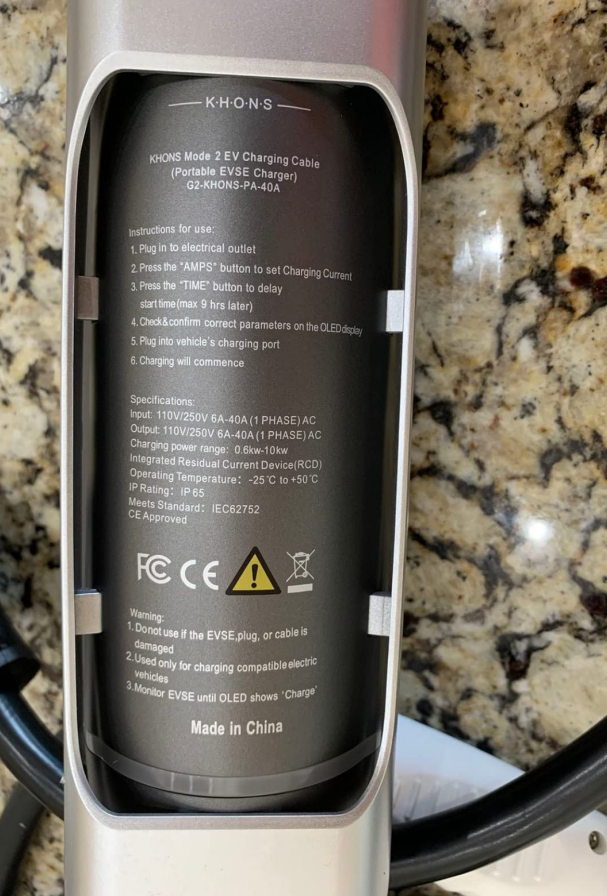 K·H·O·N·S
KHONS Mode 2 EV Charging Cable
(Portable EVSE Charger)
G2-KHONS-PA-40A
Instructions for use:
1. Plug in to electrical outlet
2. Press the "AMPS" button to set Charging Current
3. Press the "TIME" button to delay
start time(max 9 hrs later)
4. Check&confirm correct parameters on the OLED display
5. Plug into vehicle's charging port
6. Charging will commence
Specifications:
Input: 110V/250V 6A-40A (1 PHASE) AC
Output: 110V/250V 6A-40A (1 PHASE) AC
Charging power range: 0.6kw-10kw
Integrated Residual Current Device(RCD)
Operating Temperature: -25℃ to +50℃
IP Rating: IP 65
Meets Standard: IEC62752
CE Approved
FC CE
Warning:
1. Do not use if the EVSE,plug, or cable is
damaged
2. Used only for charging compatible electric
vehicles
3. Monitor EVSE until OLED shows 'Charge'
Made in China